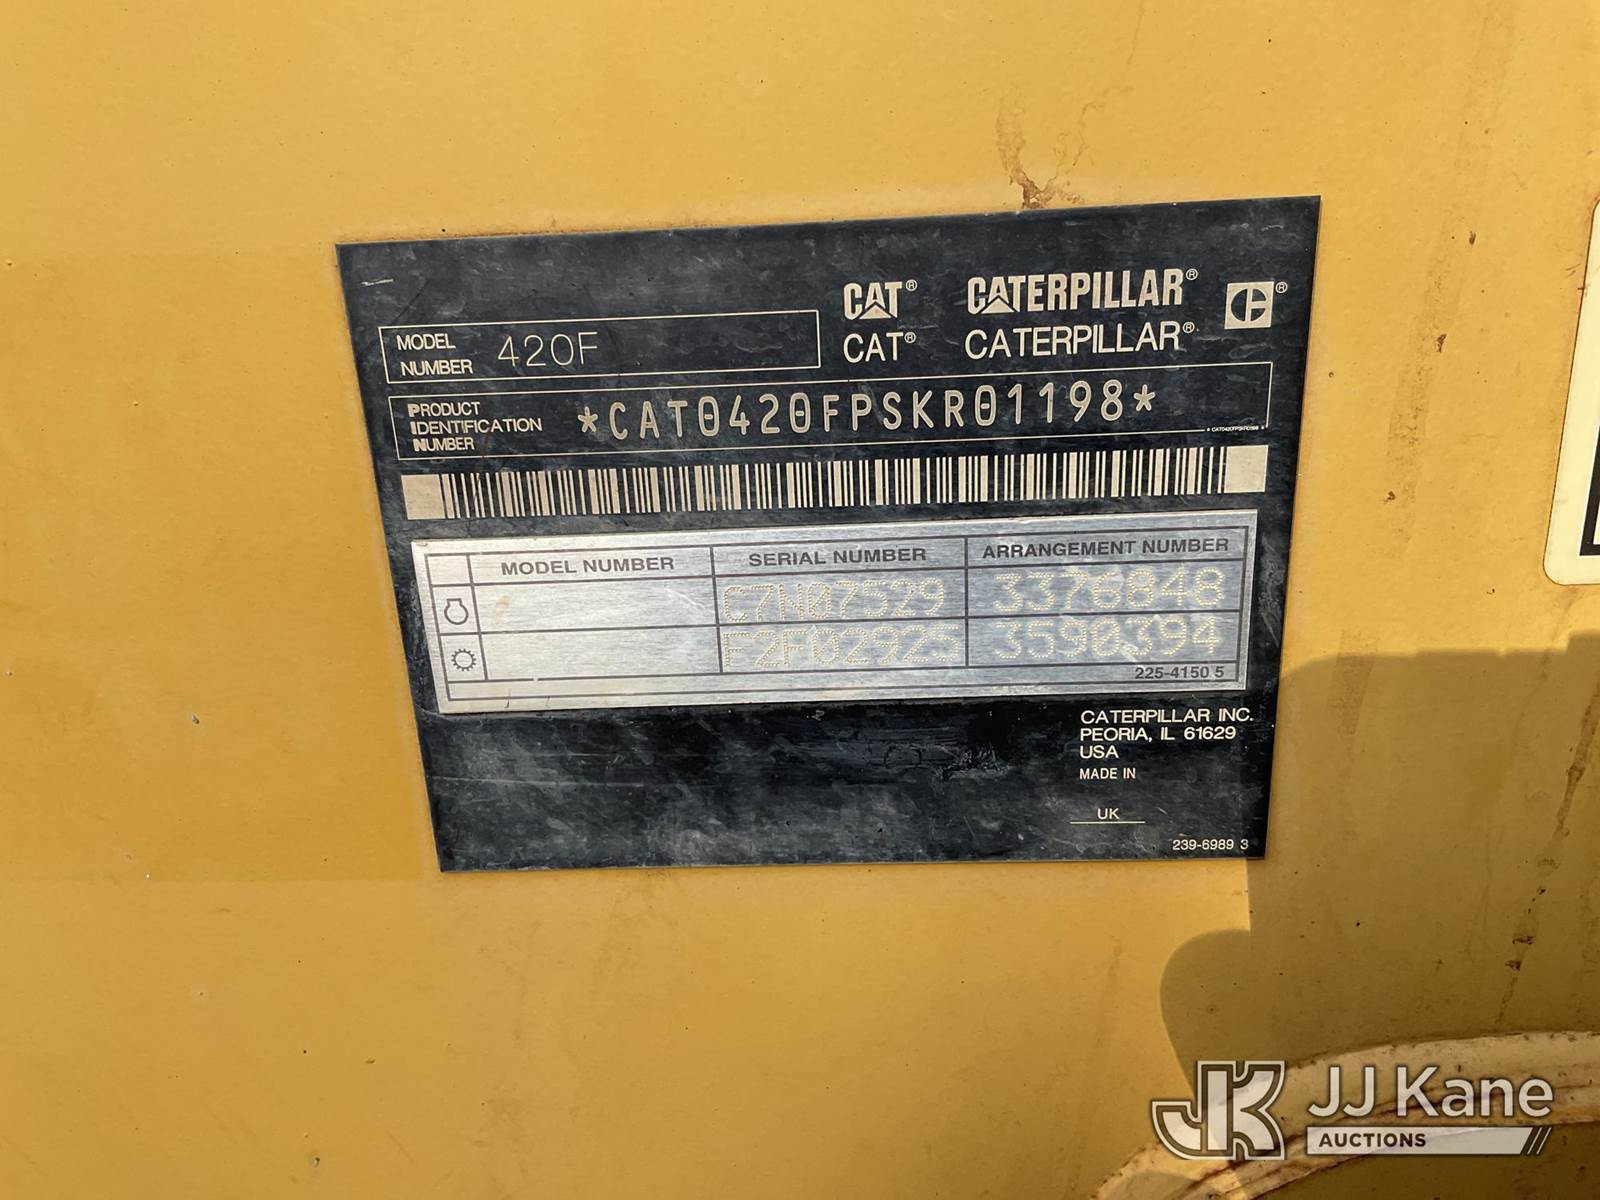 MODEL NUMBER 420F
CAT® CATERPILLAR®
CAT® CATERPILLAR®
PRODUCT IDENTIFICATION NUMBER *CAT0420FPSKR01198*
* CAT0420FPSKR01198 *
MODEL NUMBER SERIAL NUMBER ARRANGEMENT NUMBER
C7N07529 3376848
F2F02925 3590394
225-4150 5
CATERPILLAR INC.
PEORIA, IL 61629
USA
MADE IN
UK
239-6989 3
JK JJ Kane
AUCTIONS